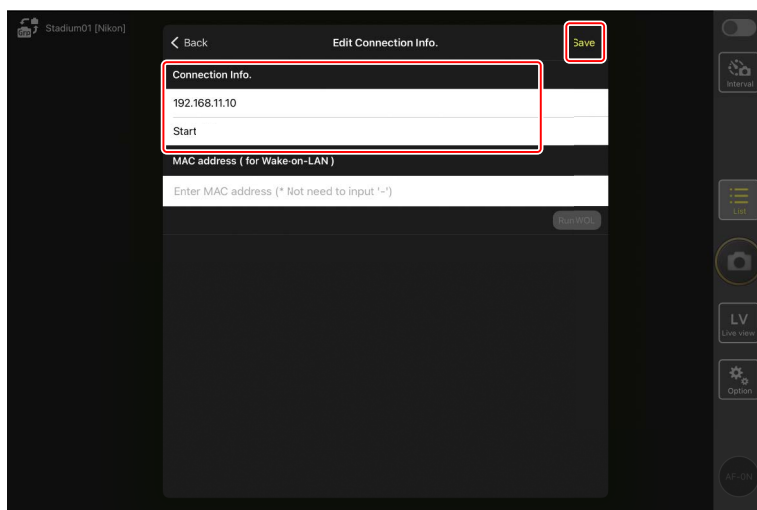 Grp
Stadium01 [Nikon]
Back
Edit Connection Info.
Save
Connection Info.
192.168.11.10
Start
MAC address ( for Wake-on-LAN )
Enter MAC address (* Not need to input '-')
Run WOL
Interval
List
LV
Live view
Option
AF-ON